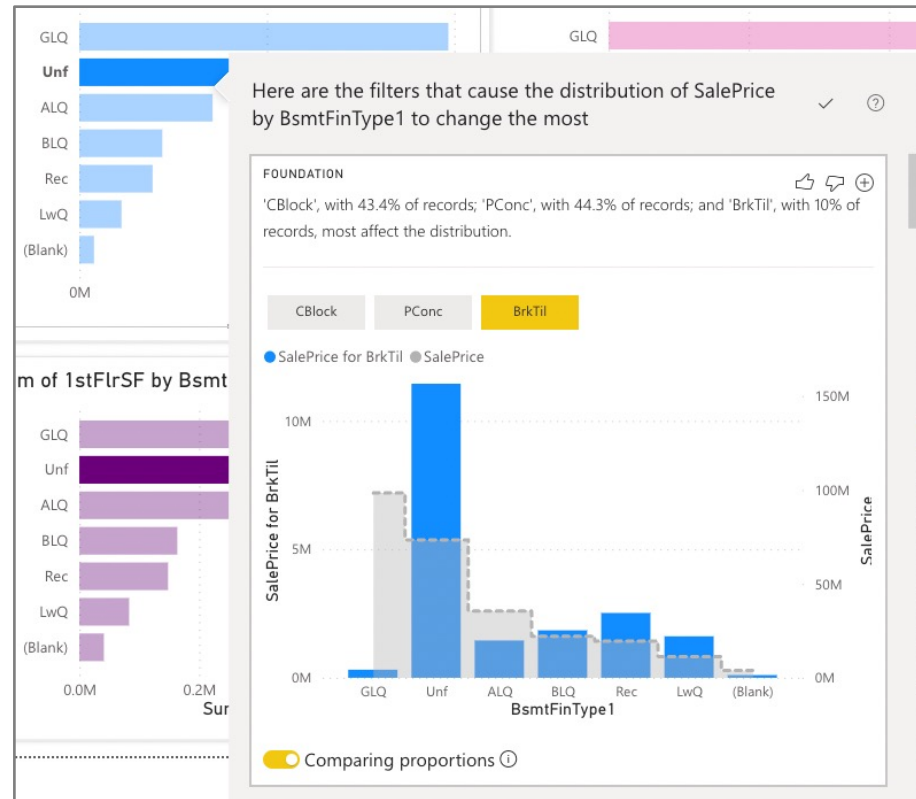 GLQ
Unf
ALQ
BLQ
Rec
LwQ
(Blank)
0M
GLQ
Here are the filters that cause the distribution of SalePrice
by BsmtFinType1 to change the most
FOUNDATION
'CBlock', with 43.4% of records; 'PConc', with 44.3% of records; and 'BrkTil', with 10% of
records, most affect the distribution.
CBlock PConc BrkTil
SalePrice for BrkTil SalePrice
10M
5M
0M
SalePrice for BrkTil
150M
100M
50M
0M
SalePrice
GLQ Unf ALQ BLQ Rec LwQ (Blank)
BsmtFinType1
Comparing proportions
m of 1stFlrSF by Bsmt
GLQ
Unf
ALQ
BLQ
Rec
LwQ
(Blank)
0.0M 0.2M
Sur